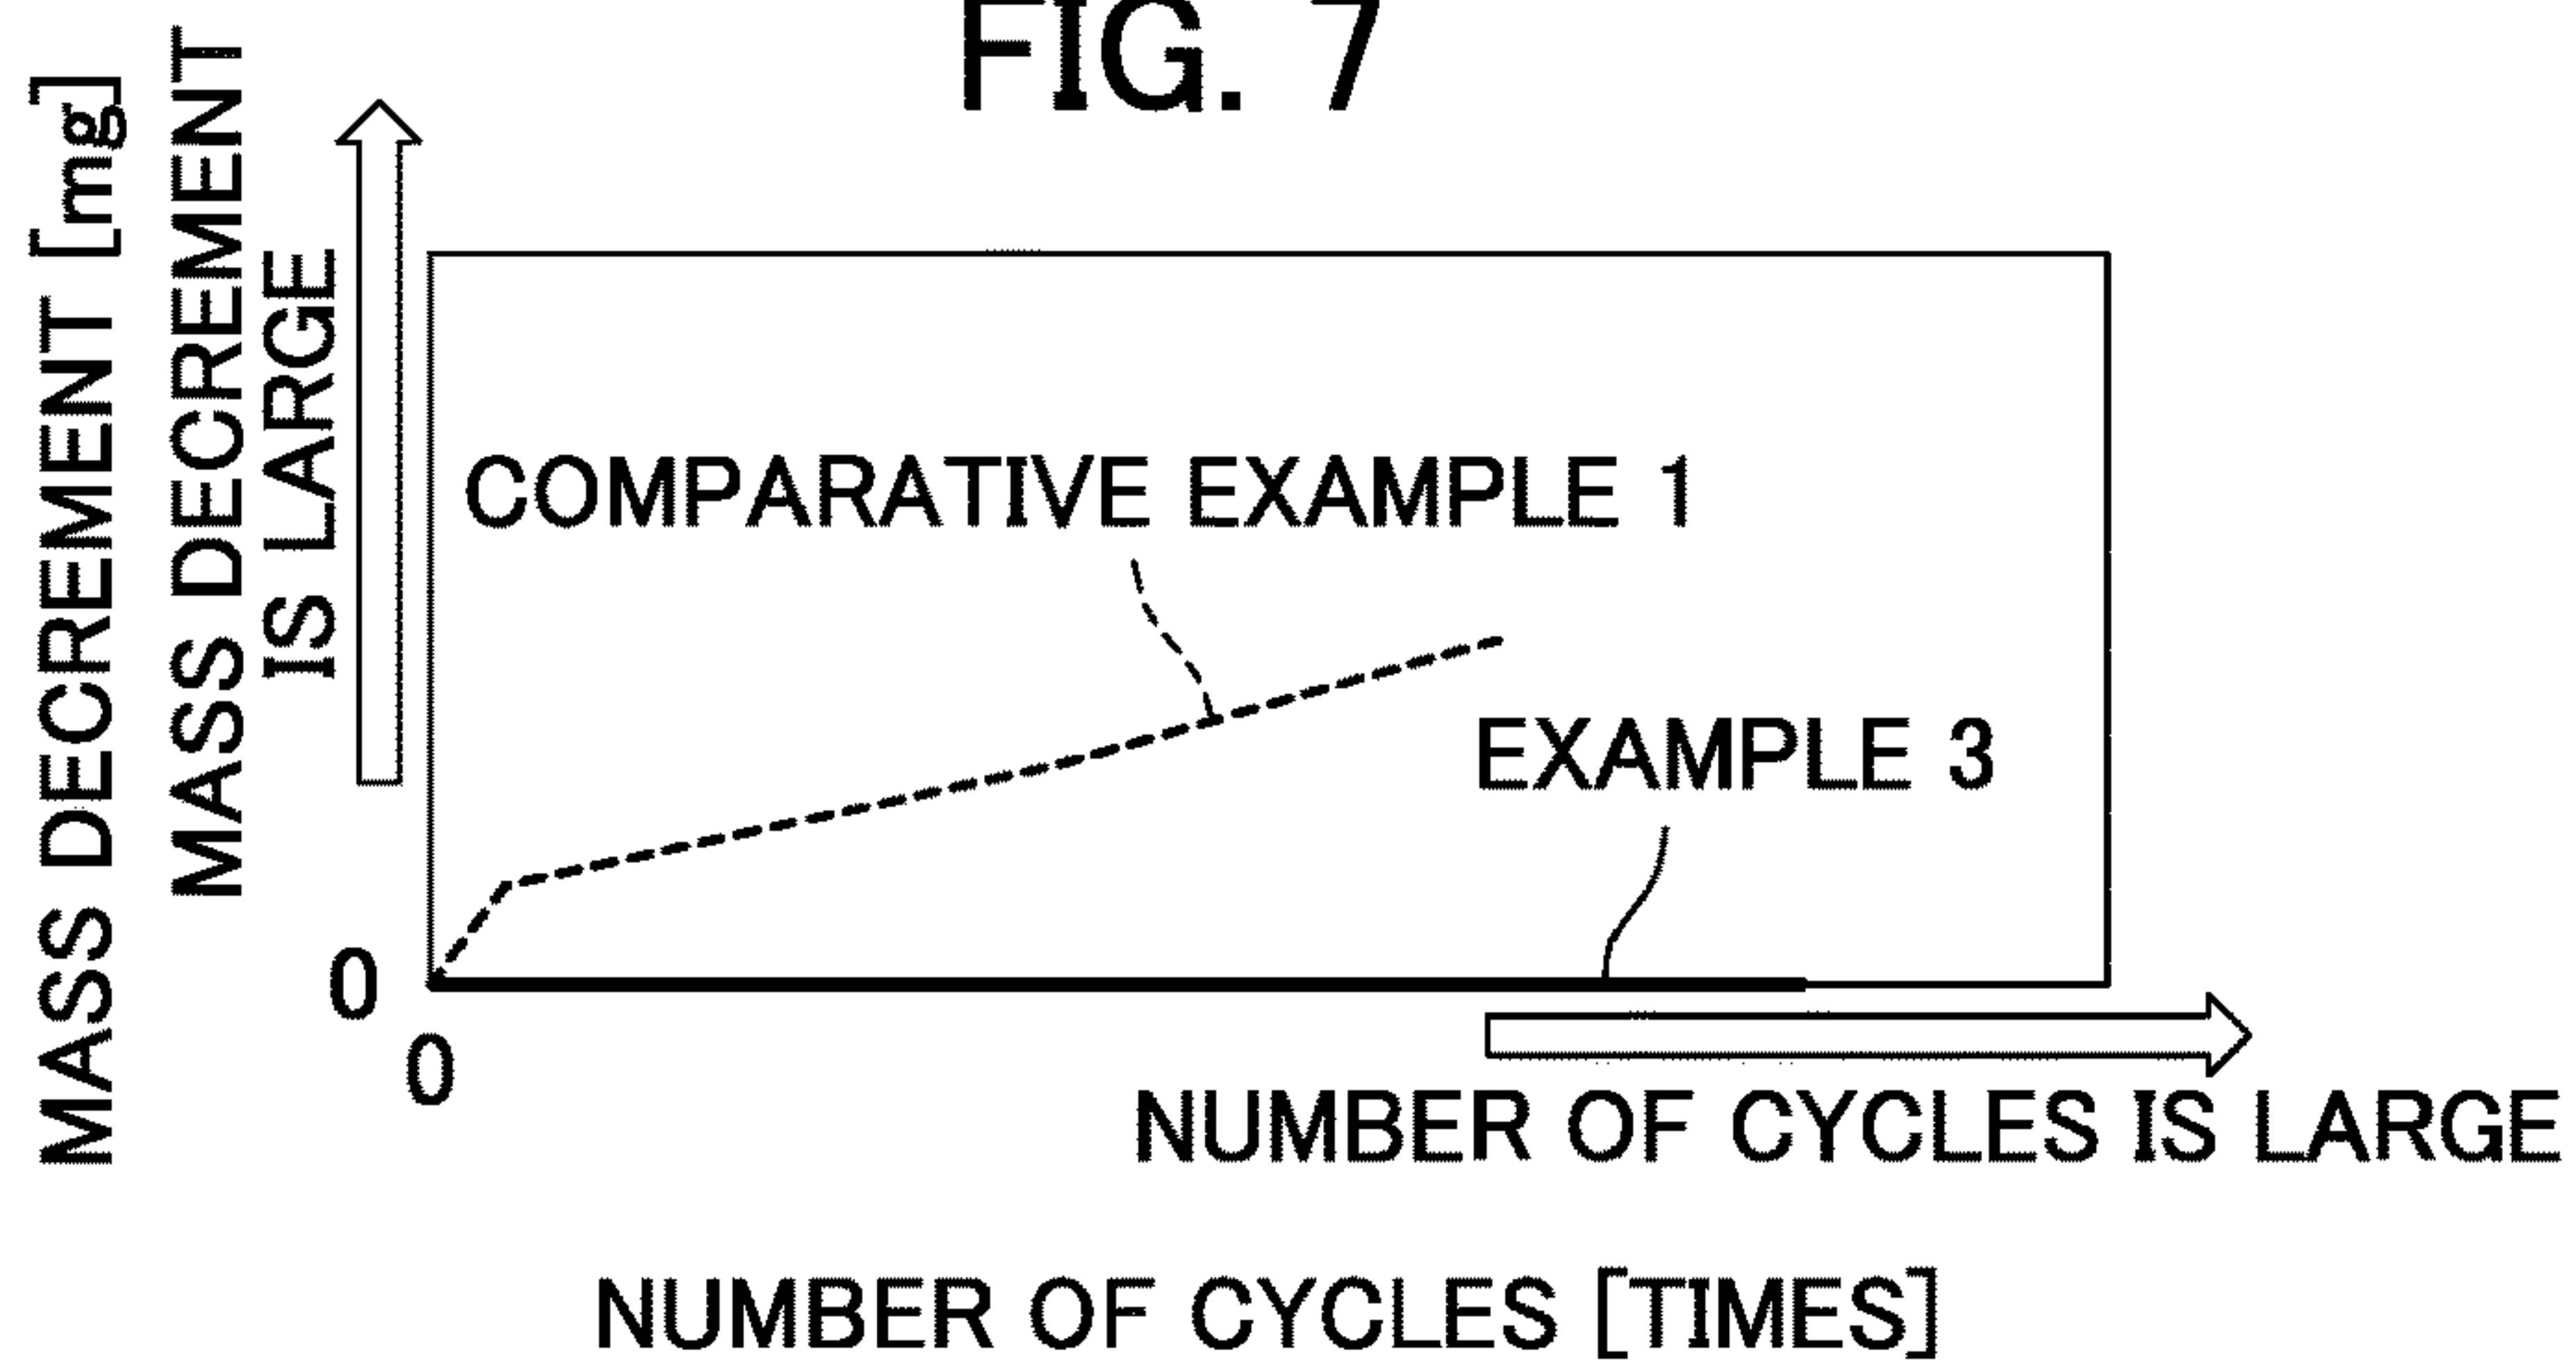 FIG. 7
MASS DECREMENT [mg]
MASS DECREMENT
IS LARGE
COMPARATIVE EXAMPLE 1
EXAMPLE 3
0
0
NUMBER OF CYCLES IS LARGE
NUMBER OF CYCLES [TIMES]